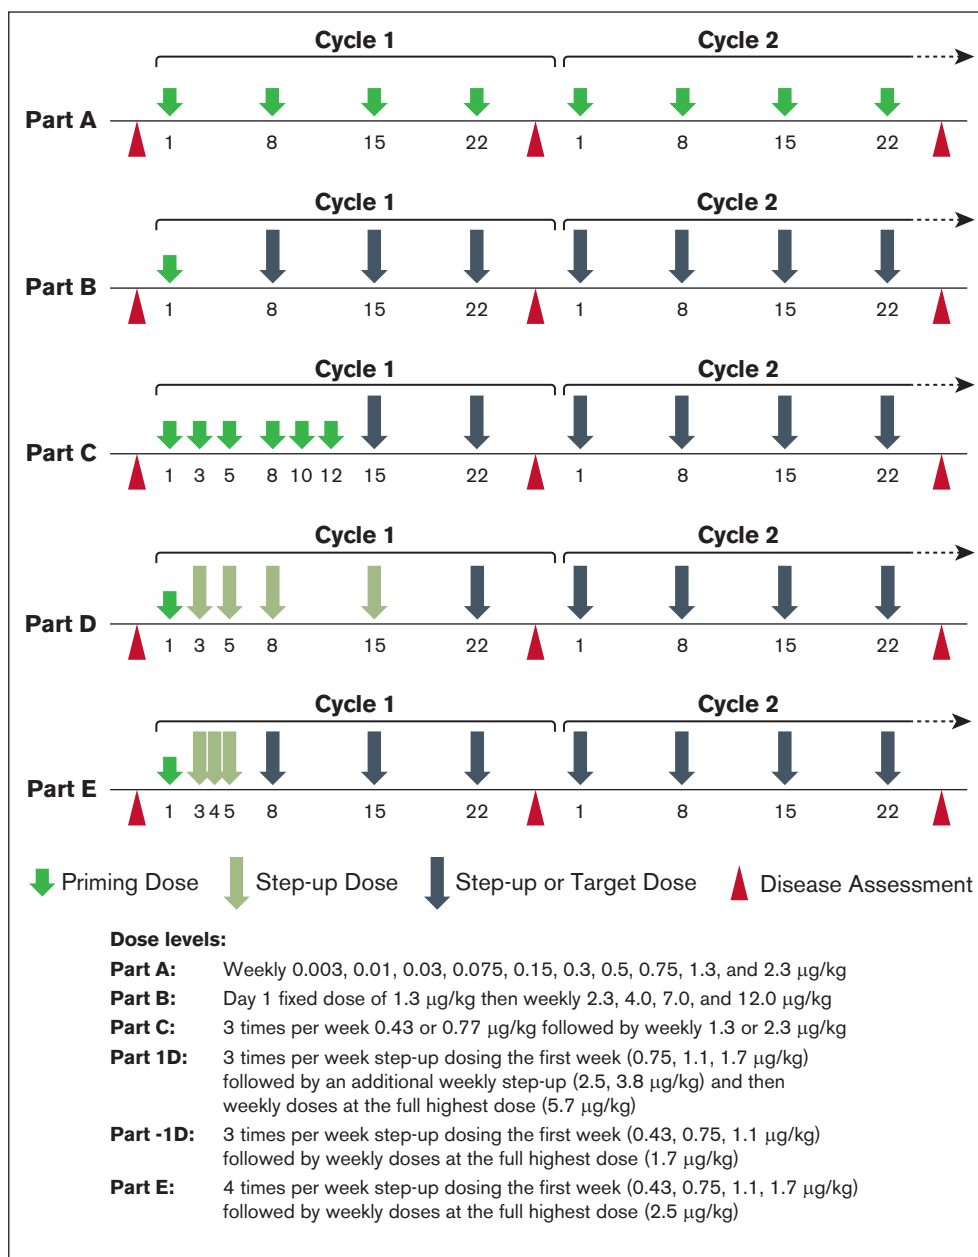 Cycle 1 Cycle 2
Part A
1 8 15 22 1 8 15 22
Cycle 1 Cycle 2
Part B
1 8 15 22 1 8 15 22
Cycle 1 Cycle 2
Part C
1 3 5 8 10 12 15 22 1 8 15 22
Cycle 1 Cycle 2
Part D
1 3 5 8 15 22 1 8 15 22
Cycle 1 Cycle 2
Part E
1 3 4 5 8 15 22 1 8 15 22
Priming Dose Step-up Dose Step-up or Target Dose Disease Assessment
Dose levels:
Part A: Weekly 0.003, 0.01, 0.03, 0.075, 0.15, 0.3, 0.5, 0.75, 1.3, and 2.3 μg/kg
Part B: Day 1 fixed dose of 1.3 μg/kg then weekly 2.3, 4.0, 7.0, and 12.0 μg/kg
Part C: 3 times per week 0.43 or 0.77 μg/kg followed by weekly 1.3 or 2.3 μg/kg
Part 1D: 3 times per week step-up dosing the first week (0.75, 1.1, 1.7 μg/kg)
followed by an additional weekly step-up (2.5, 3.8 μg/kg) and then
weekly doses at the full highest dose (5.7 μg/kg)
Part -1D: 3 times per week step-up dosing the first week (0.43, 0.75, 1.1 μg/kg)
followed by weekly doses at the full highest dose (1.7 μg/kg)
Part E: 4 times per week step-up dosing the first week (0.43, 0.75, 1.1, 1.7 μg/kg)
followed by weekly doses at the full highest dose (2.5 μg/kg)